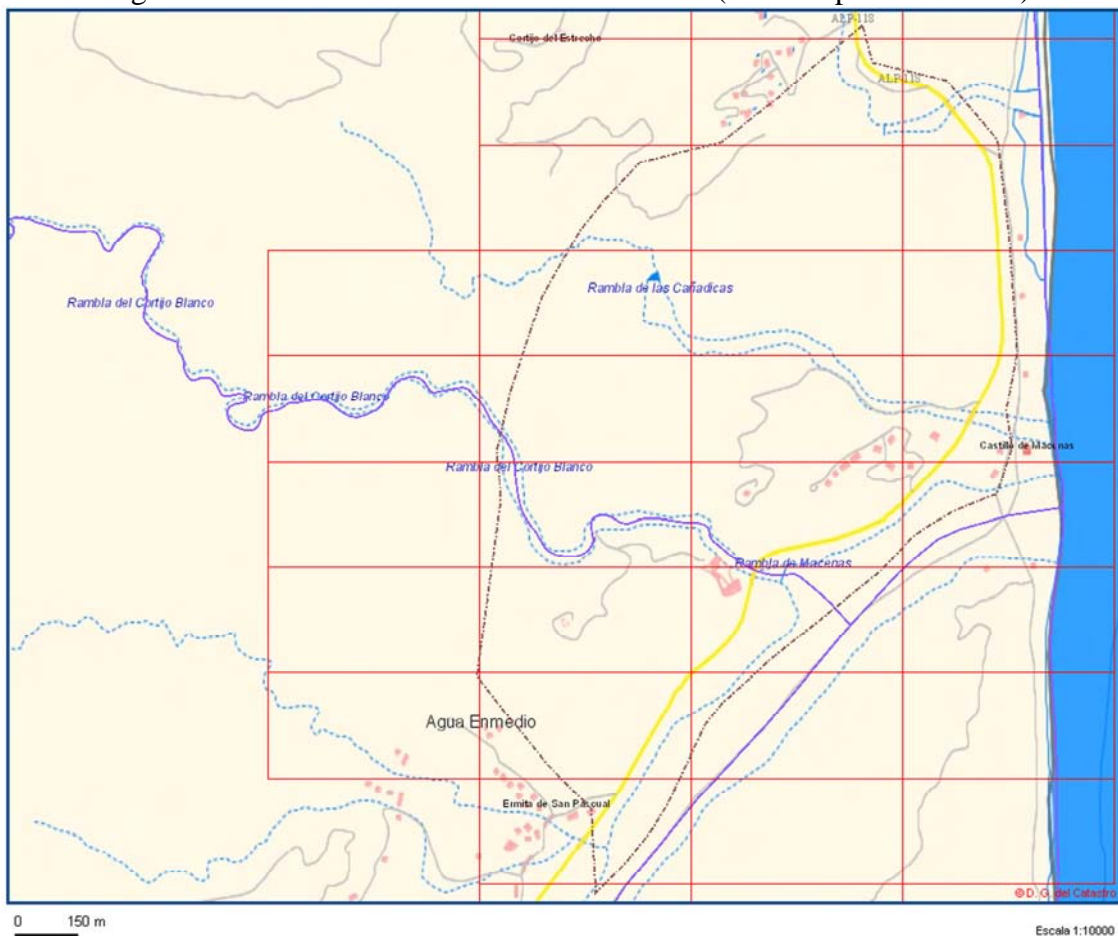 ALP-118
Cortijo del Estrecho
ALP-118
Rambla de las Cañadicas
Rambla del Cortijo Blanco
Rambla del Cortijo Blanco
Castillo de Macenas
Rambla del Cortijo Blanco
Rambla de Macenas
Agua Enmedio
Ermita de San Pascual
© D. G. del Catastro
0 150 m
Escala 1:10000